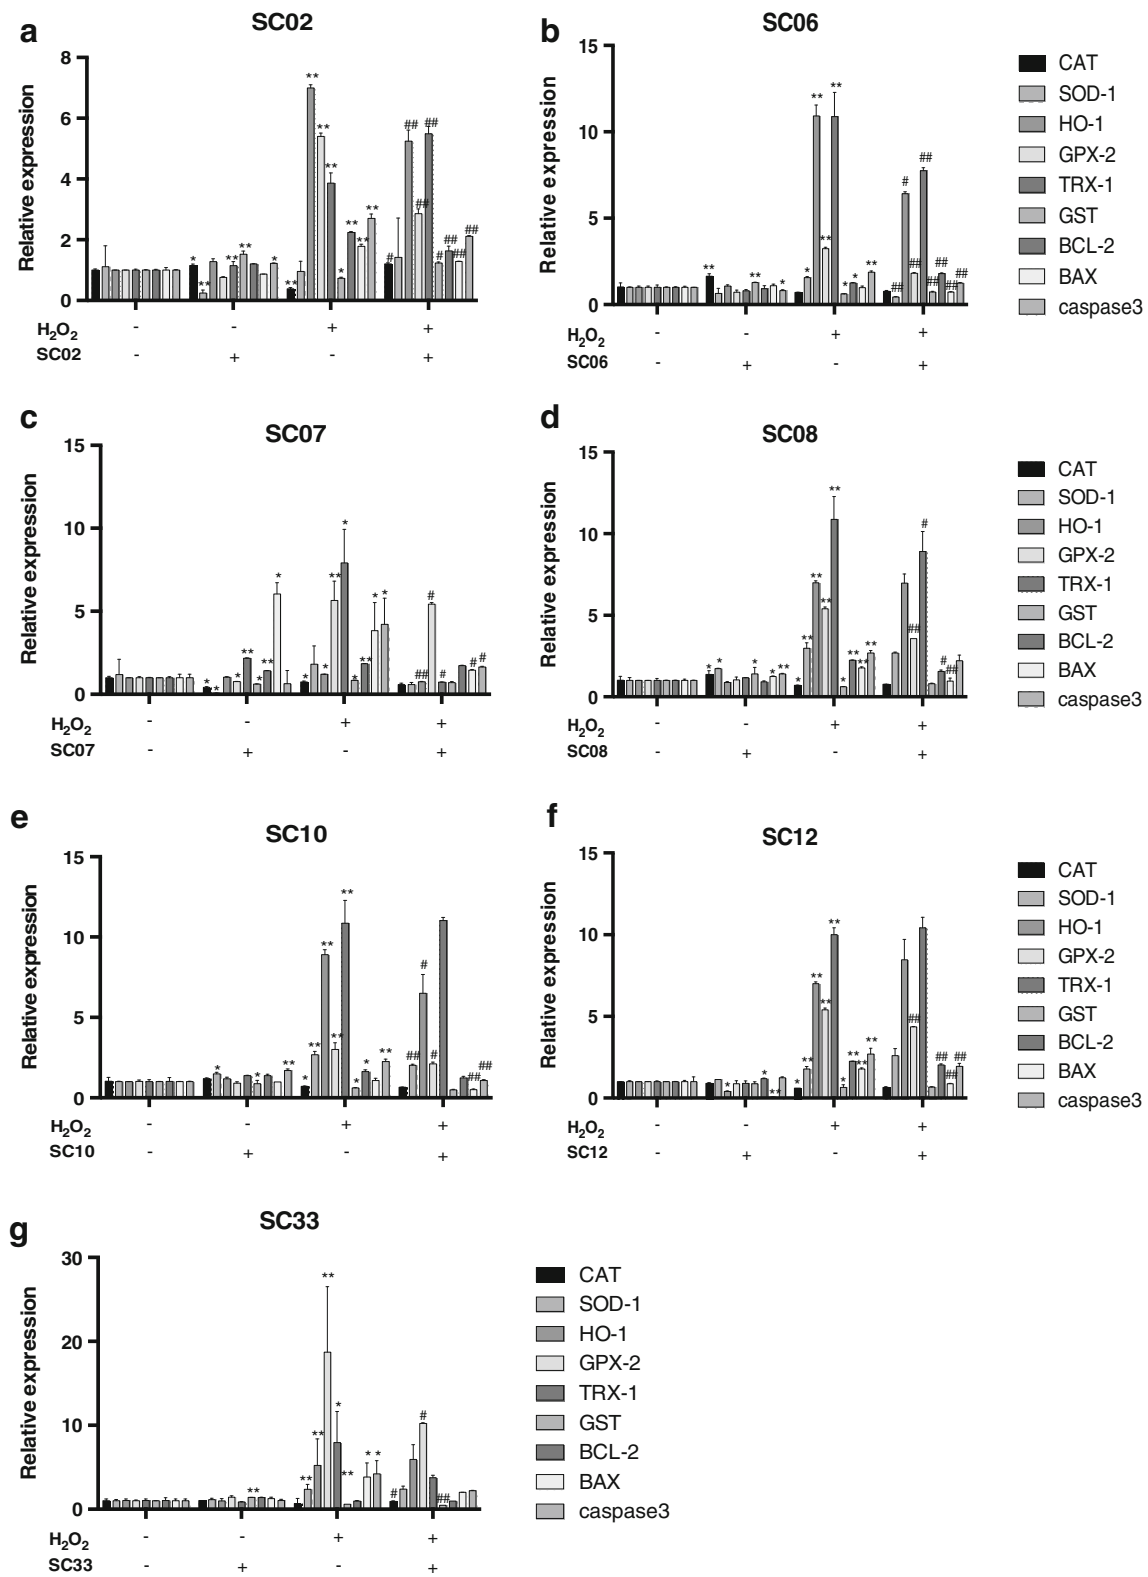 a
SC02
Relative expression
8
6
4
2
0
* ** ** ** * ** ** ** ** * ** ** ** # ## ## ## # ## ## ##
H2O2 - - + +
SC02 - + - +
b
SC06
Relative expression
15
10
5
0
** ** * * ** ** ** * * ** ## # ## ## ## ## ## ##
H2O2 - - + +
SC06 - + - +
CAT
SOD-1
HO-1
GPX-2
TRX-1
GST
BCL-2
BAX
caspase3
c
SC07
Relative expression
15
10
5
0
* * * ** * ** * * * ** * * ** * * ## # # # #
H2O2 - - + +
SC07 - + - +
d
SC08
Relative expression
15
10
5
0
* * * * ** * ** ** ** ** * ** ** ** ## # # ##
H2O2 - - + +
SC08 - + - +
CAT
SOD-1
HO-1
GPX-2
TRX-1
GST
BCL-2
BAX
caspase3
e
SC10
Relative expression
15
10
5
0
* * ** * ** ** ** ** * * ** ## # # ## ##
H2O2 - - + +
SC10 - + - +
f
SC12
Relative expression
15
10
5
0
* * ** * ** ** ** ** * ** ** ** ## ## ## ##
H2O2 - - + +
SC12 - + - +
CAT
SOD-1
HO-1
GPX-2
TRX-1
GST
BCL-2
BAX
caspase3
g
SC33
Relative expression
30
20
10
0
** ** ** ** * ** * * # # ##
H2O2 - - + +
SC33 - + - +
CAT
SOD-1
HO-1
GPX-2
TRX-1
GST
BCL-2
BAX
caspase3